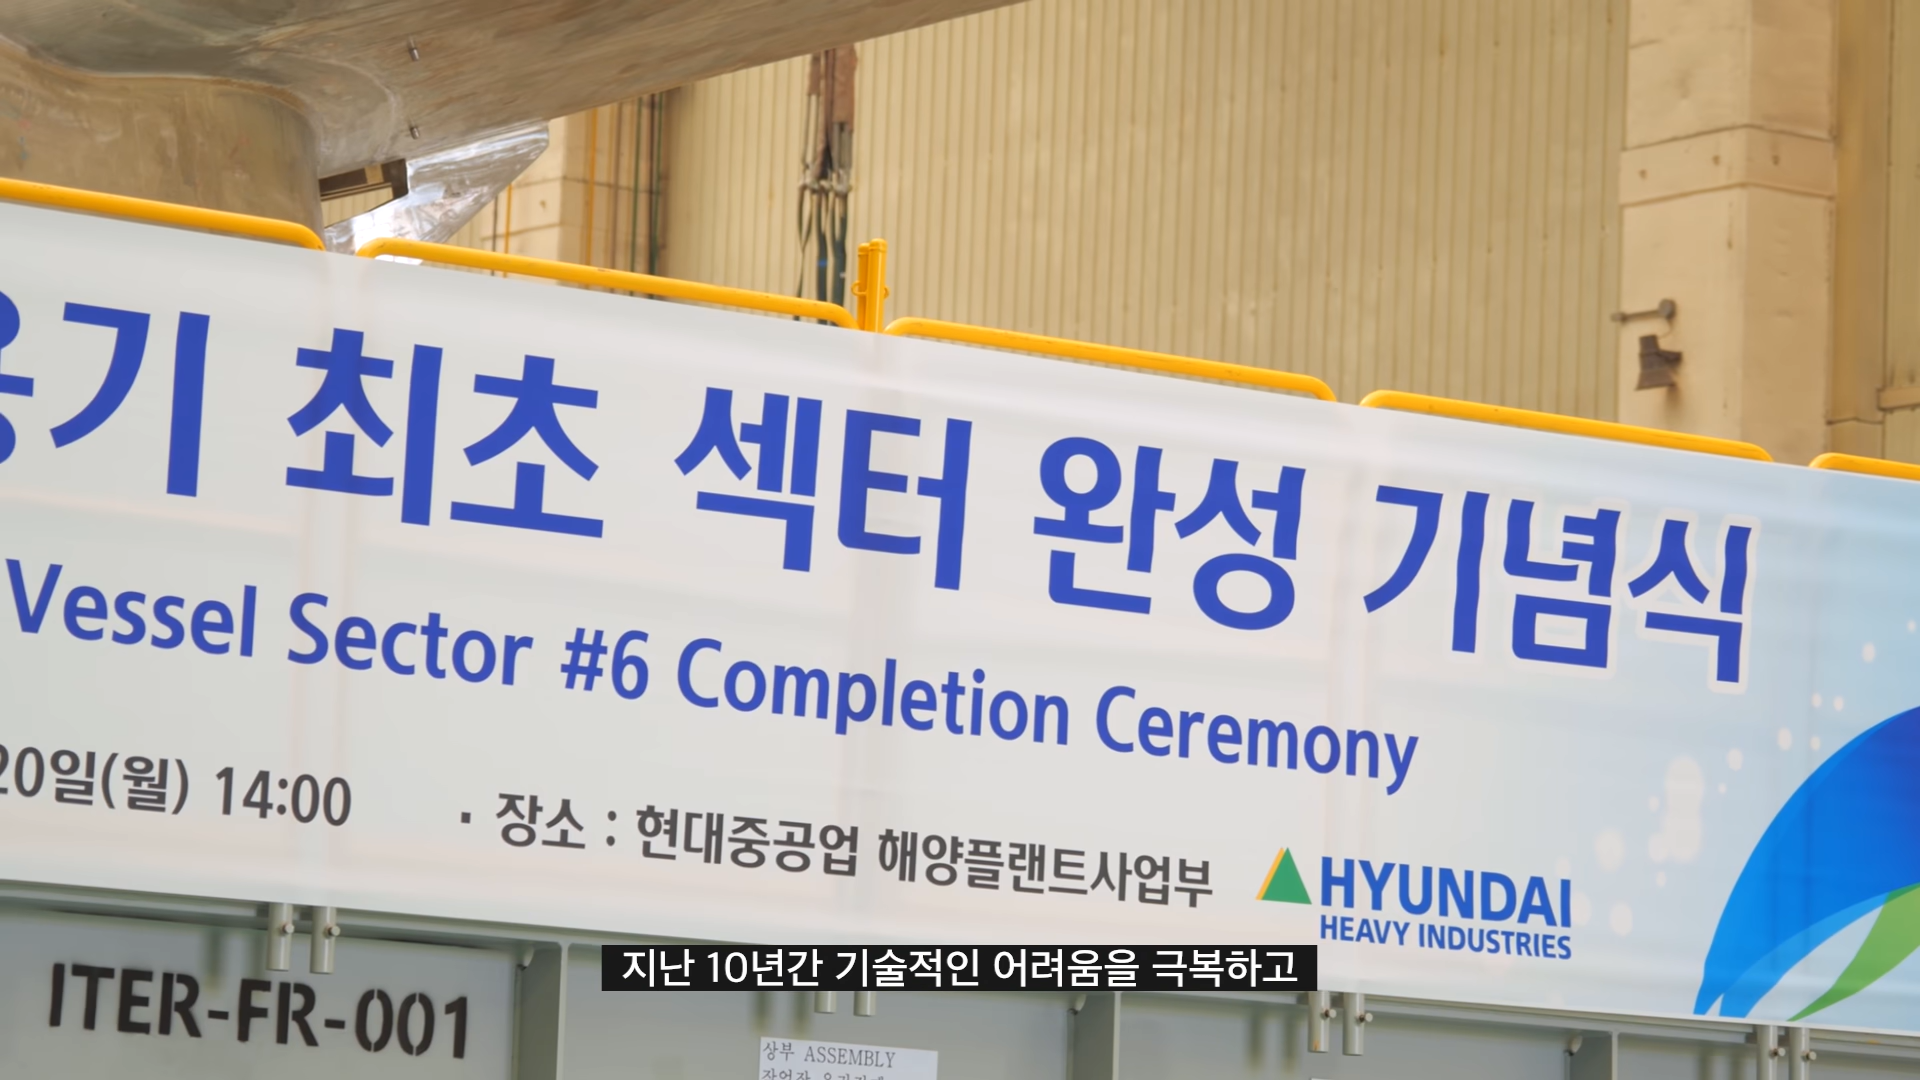 용기 최초 섹터 완성 기념식
Vessel Sector #6 Completion Ceremony
20일(월) 14:00 · 장소 : 현대중공업 해양플랜트사업부
HYUNDAI
HEAVY INDUSTRIES
지난 10년간 기술적인 어려움을 극복하고
ITER-FR-001
상부 ASSEMBLY